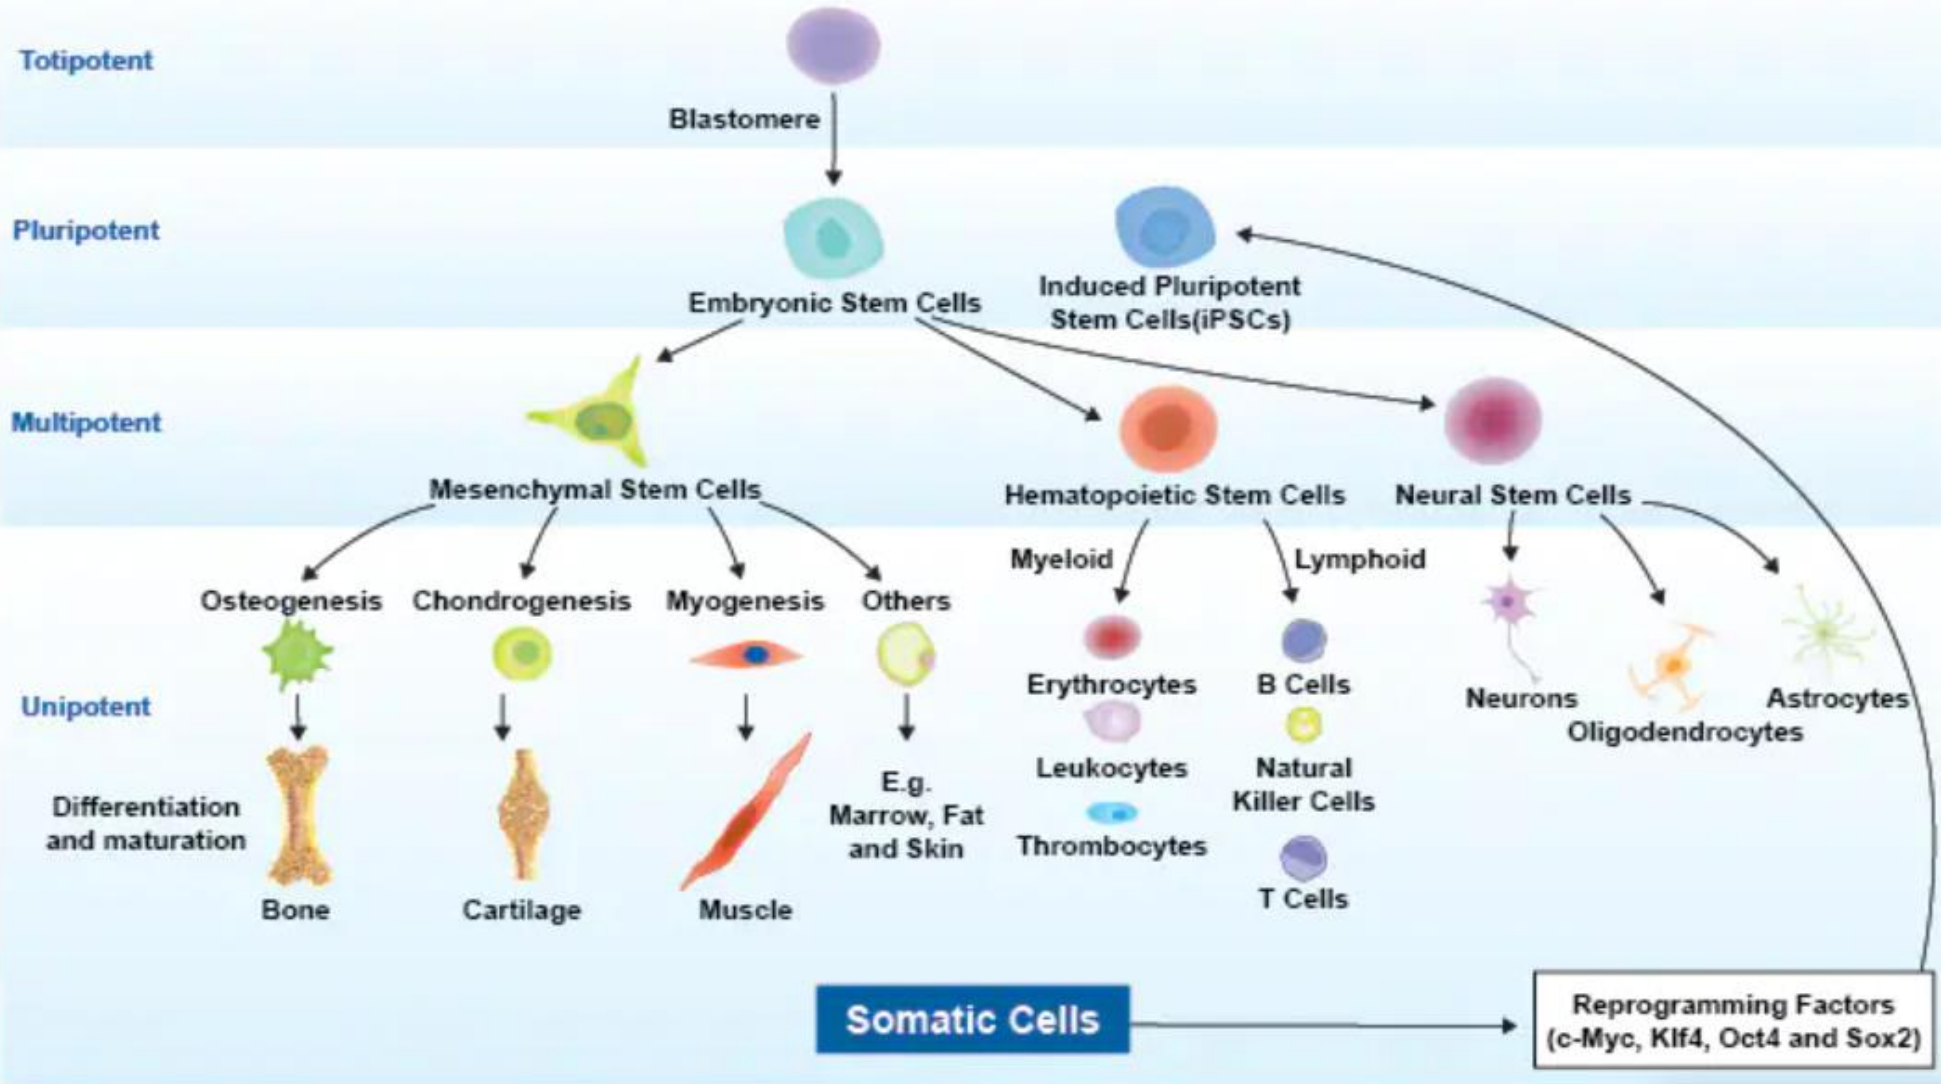 Totipotent
Blastomere
Pluripotent
Embryonic Stem Cells
Induced Pluripotent
Stem Cells(iPSCs)
Multipotent
Mesenchymal Stem Cells
Hematopoietic Stem Cells
Neural Stem Cells
Myeloid
Lymphoid
Osteogenesis
Chondrogenesis
Myogenesis
Others
Unipotent
Erythrocytes
B Cells
Neurons
Astrocytes
Oligodendrocytes
Leukocytes
Natural
Killer Cells
Differentiation
and maturation
E.g.
Marrow, Fat
and Skin
Thrombocytes
T Cells
Bone
Cartilage
Muscle
Somatic Cells
Reprogramming Factors
(c-Myc, Klf4, Oct4 and Sox2)